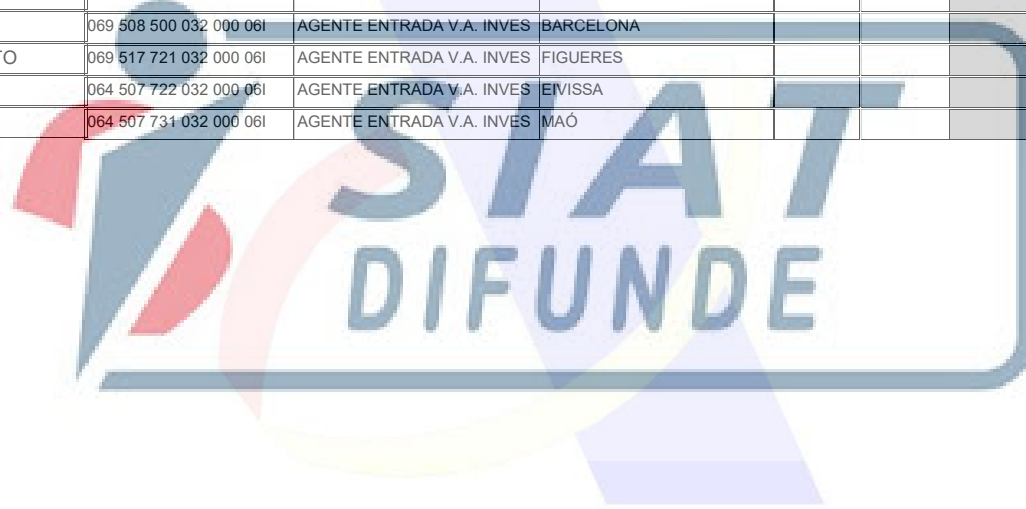 069 508 500 032 000 06I AGENTE ENTRADA V.A. INVES BARCELONA
TO 069 517 721 032 000 06I AGENTE ENTRADA V.A. INVES FIGUERES
064 507 722 032 000 06I AGENTE ENTRADA V.A. INVES EIVISSA
064 507 731 032 000 06I AGENTE ENTRADA V.A. INVES MAÓ
SIAT
DIFUNDE